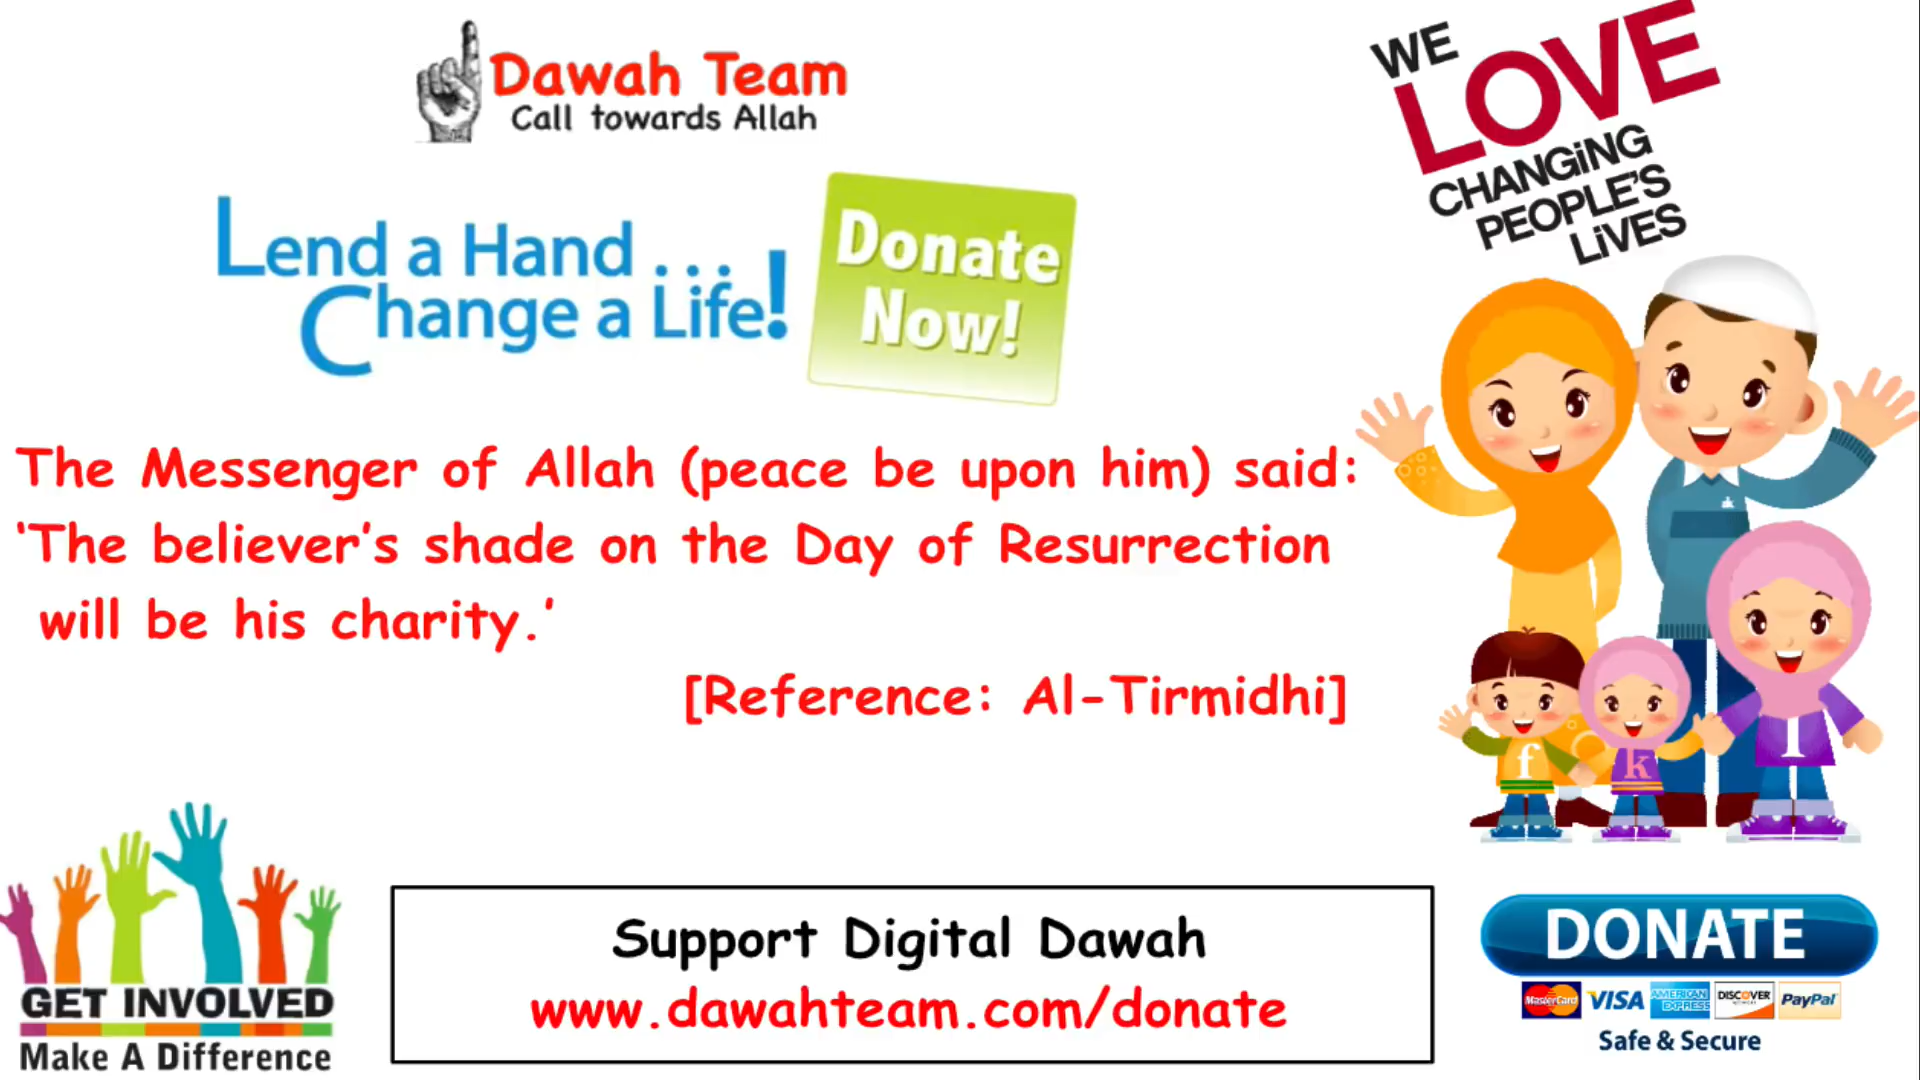 Dawah Team
Call towards Allah
WE
LOVE
CHANGiNG
PEOPLE'S
LiVES
Lend a Hand ...
Change a Life!
Donate
Now!
The Messenger of Allah (peace be upon him) said:
‘The believer’s shade on the Day of Resurrection
will be his charity.’
[Reference: Al-Tirmidhi]
f
k
l
GET INVOLVED
Make A Difference
Support Digital Dawah
www.dawahteam.com/donate
DONATE
MasterCard VISA AMERICAN EXPRESS DISCOVER PayPal
Safe & Secure